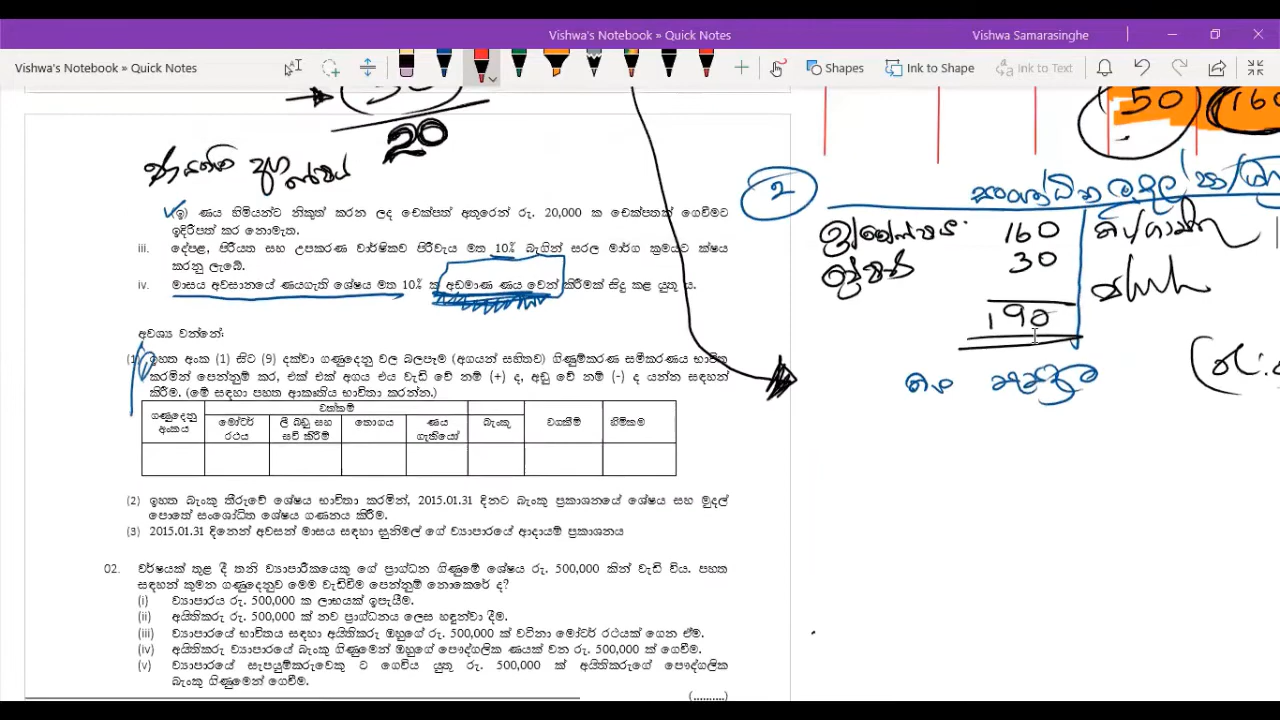 Vishwa's Notebook » Quick Notes
Vishwa Samarasinghe
Vishwa's Notebook » Quick Notes
Shapes
Ink to Shape
Ink to Text
20
(ඉ) ණය හිමියන්ට නිකුත් කරන ලද චෙක්පත් අතුරෙන් රු. 20,000 ක චෙක්පතක් ගෙවීමට
ඉදිරිපත් කර නොමැත.
iii. දේපළ, පිරියත සහ උපකරණ වාර්ෂිකව පිරිවැය මත 10% බැගින් සරල මාර්ග ක්‍රමයට ක්ෂය
කරනු ලැබේ.
iv. මාසය අවසානයේ ණයගැති ශේෂය මත 10% ක අඩමාණ ණය වෙන් කිරීමක් සිදු කළ යුතු ය.
අවශ්‍ය වන්නේ:
(1) ඉහත අංක (1) සිට (9) දක්වා ගණුදෙනු වල බලපෑම (අගයන් සහිතව) ගිණුම්කරණ සමීකරණය භාවිත
කරමින් පෙන්නුම් කර, එක් එක් අගය එය වැඩි වේ නම් (+) ද, අඩු වේ නම් (-) ද යන්න සඳහන්
කිරීම. (මේ සඳහා පහත ආකෘතිය භාවිතා කරන්න.)
ගණුදෙනු අංකය
වත්කම්
මෝටර් රථය
ලී බඩු සහ සවි කිරීම්
තොගය
ණය ගැතියෝ
බැංකු
වගකීම්
හිමිකම
(2) ඉහත බැංකු තීරුවේ ශේෂය භාවිතා කරමින්, 2015.01.31 දිනට බැංකු ප්‍රකාශනයේ ශේෂය සහ මුදල්
පොතේ සංශෝධිත ශේෂය ගණනය කිරීම.
(3) 2015.01.31 දිනෙන් අවසන් මාසය සඳහා සුනිමල් ගේ ව්‍යාපාරයේ ආදායම් ප්‍රකාශනය
02. වර්ෂයක් තුළ දී තනි ව්‍යාපාරිකයෙකු ගේ ප්‍රාග්ධන ගිණුමේ ශේෂය රු. 500,000 කින් වැඩි විය. පහත
සඳහන් කුමන ගණුදෙනුව මෙම වැඩිවීම පෙන්නුම් නොකෙරේ ද?
(i) ව්‍යාපාරය රු. 500,000 ක ලාභයක් ඉපයීම.
(ii) අයිතිකරු රු. 500,000 ක් නව ප්‍රාග්ධනය ලෙස හඳුන්වා දීම.
(iii) ව්‍යාපාරයේ භාවිතය සඳහා අයිතිකරු ඔහුගේ රු. 500,000 ක් වටිනා මෝටර් රථයක් ගෙන ඒම.
(iv) අයිතිකරු ව්‍යාපාරයේ බැංකු ගිණුමෙන් ඔහුගේ පෞද්ගලික ණයක් වන රු. 500,000 ක් ගෙවීම.
(v) ව්‍යාපාරයේ සැපයුම්කරුවෙකු ට ගෙවිය යුතු රු. 500,000 ක් අයිතිකරුගේ පෞද්ගලික
බැංකු ගිණුමෙන් ගෙවීම.
(..........)
50 160
2
160
30
190